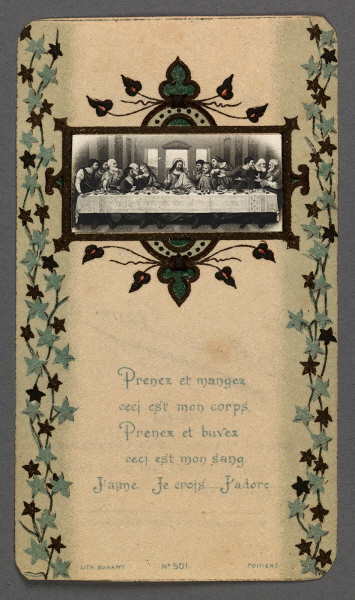 Prenez et mangez
ceci est mon corps.
Prenez et buvez
ceci est mon sang
J'aime. Je crois... J'adore
LITH. Nº 501. POITIERS